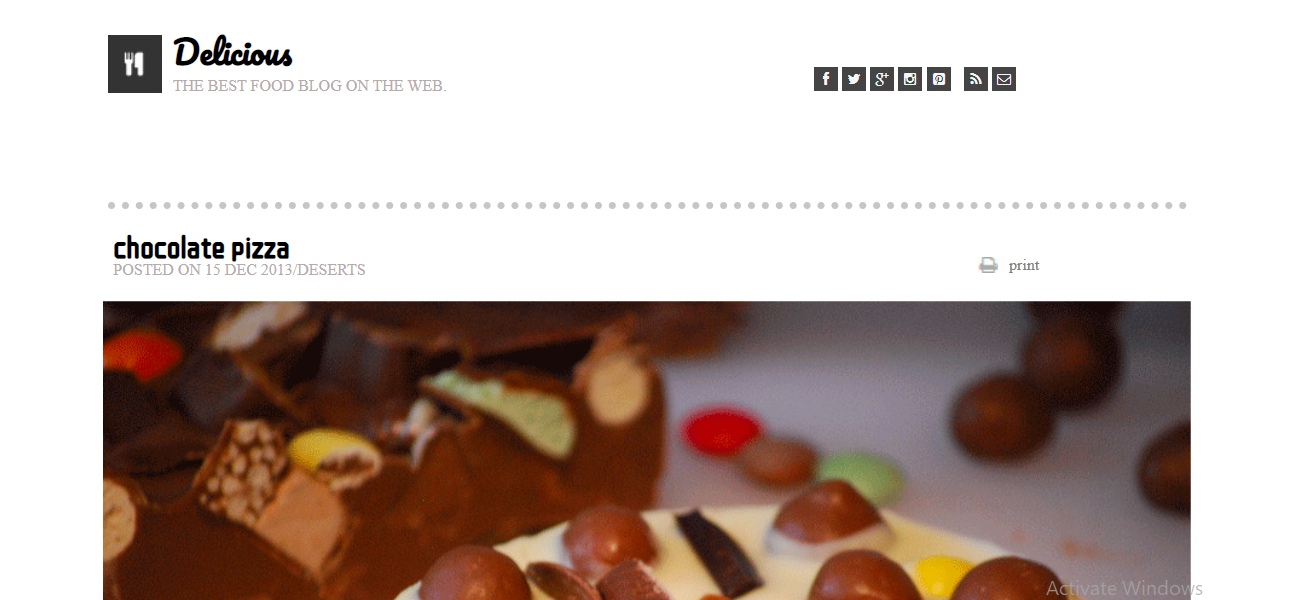 Delicious
THE BEST FOOD BLOG ON THE WEB.
chocolate pizza
POSTED ON 15 DEC 2013/DESERTS
print
Activate Windows